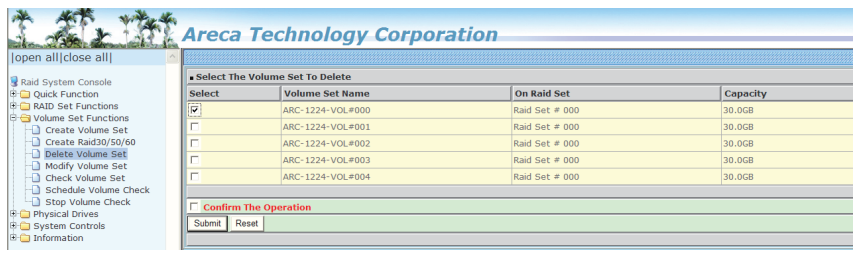 Areca Technology Corporation
|open all|close all|
Raid System Console
Quick Function
RAID Set Functions
Volume Set Functions
Create Volume Set
Create Raid30/50/60
Delete Volume Set
Modify Volume Set
Check Volume Set
Schedule Volume Check
Stop Volume Check
Physical Drives
System Controls
Information
Select The Volume Set To Delete
Select Volume Set Name On Raid Set Capacity
ARC-1224-VOL#000 Raid Set # 000 30.0GB
ARC-1224-VOL#001 Raid Set # 000 30.0GB
ARC-1224-VOL#002 Raid Set # 000 30.0GB
ARC-1224-VOL#003 Raid Set # 000 30.0GB
ARC-1224-VOL#004 Raid Set # 000 30.0GB
Confirm The Operation
Submit Reset